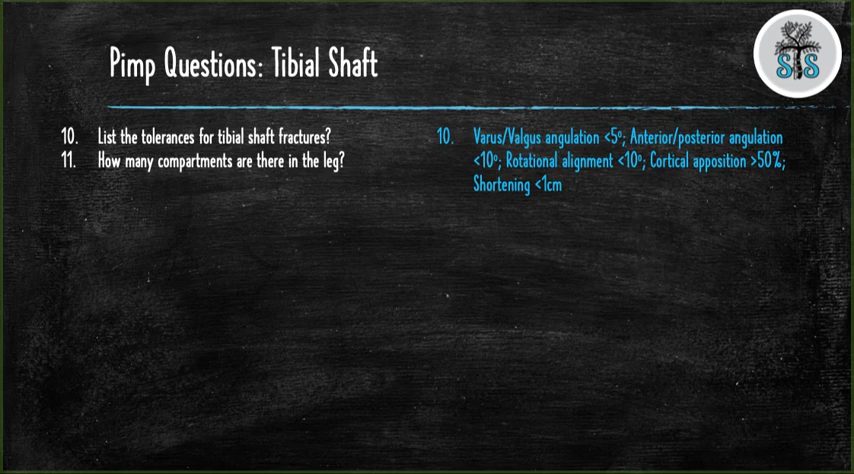 Pimp Questions: Tibial Shaft
STS
10. List the tolerances for tibial shaft fractures?
11. How many compartments are there in the leg?
10. Varus/Valgus angulation <5º; Anterior/posterior angulation
<10º; Rotational alignment <10º; Cortical apposition >50%;
Shortening <1cm